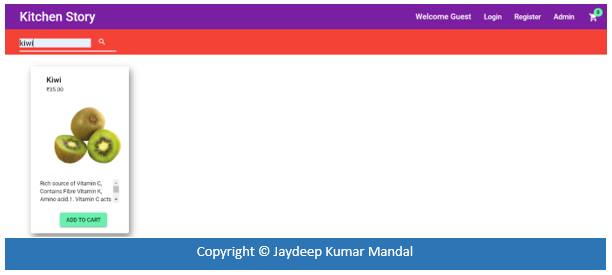 Kitchen Story
Welcome Guest Login Register Admin
0
kiwi
Kiwi
₹35.00
Rich source of Vitamin C,
Contains Fibre Vitamin K,
Amino acid.1. Vitamin C acts
ADD TO CART
Copyright © Jaydeep Kumar Mandal